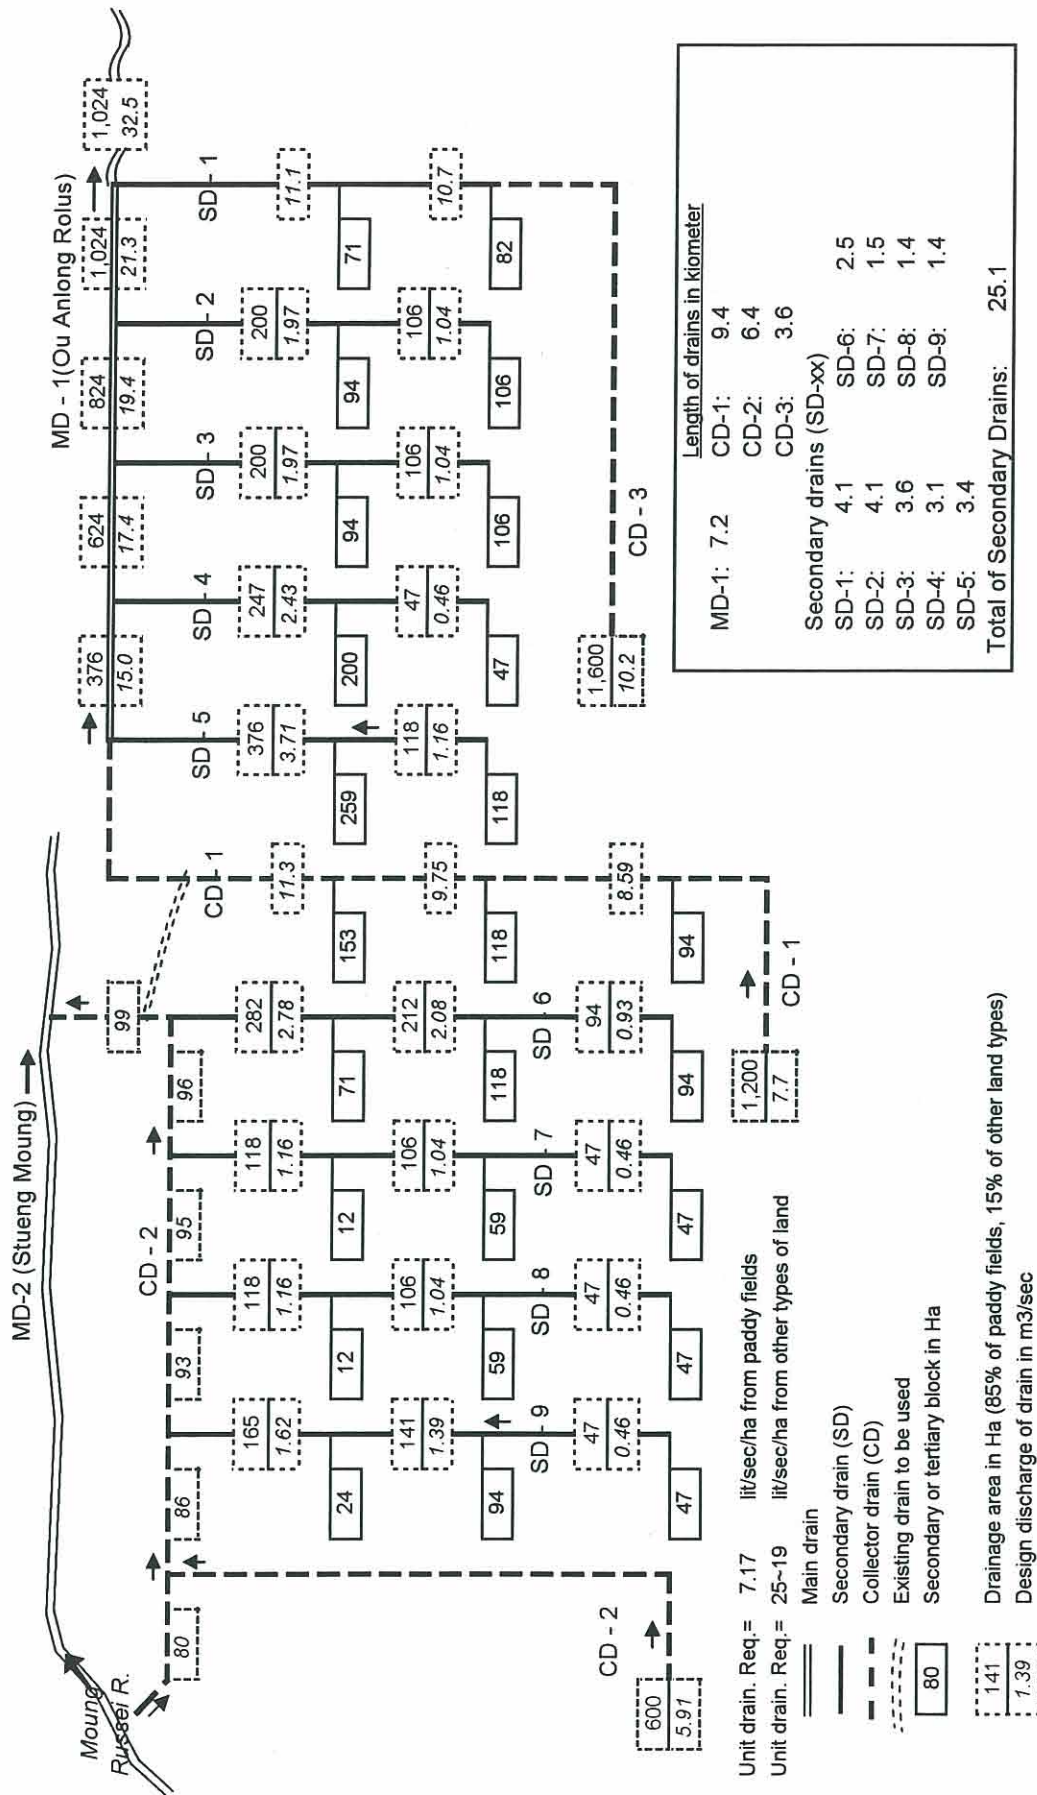 MD-2 (Stueng Moung)
Moung
Russei R.
MD - 1(Ou Anlong Rolus)
80
86
CD - 2
93
95
96
99
376
15.0
624
17.4
824
19.4
1,024
21.3
1,024
32.5
165
1.62
24
141
1.39
94
SD - 9
47
0.46
47
118
1.16
12
106
1.04
59
SD - 8
47
0.46
47
118
1.16
12
106
1.04
59
SD - 7
47
0.46
47
282
2.78
71
212
2.08
118
SD - 6
94
0.93
94
CD - 1
11.3
153
9.75
118
8.59
94
SD - 5
376
3.71
259
118
1.16
118
SD - 4
247
2.43
200
47
0.46
47
SD - 3
200
1.97
94
106
1.04
106
SD - 2
200
1.97
94
106
1.04
106
SD - 1
11.1
71
10.7
82
CD - 2
600
5.91
1,200
7.7
CD - 1
1,600
10.2
CD - 3
Unit drain. Req.= 7.17 lit/sec/ha from paddy fields
Unit drain. Req.= 25~19 lit/sec/ha from other types of land
Main drain
Secondary drain (SD)
Collector drain (CD)
Existing drain to be used
80 Secondary or tertiary block in Ha
141 Drainage area in Ha (85% of paddy fields, 15% of other land types)
1.39 Design discharge of drain in m3/sec
Length of drains in kiometer
MD-1: 7.2 CD-1: 9.4
CD-2: 6.4
CD-3: 3.6
Secondary drains (SD-xx)
SD-1: 4.1 SD-6: 2.5
SD-2: 4.1 SD-7: 1.5
SD-3: 3.6 SD-8: 1.4
SD-4: 3.1 SD-9: 1.4
SD-5: 3.4
Total of Secondary Drains: 25.1